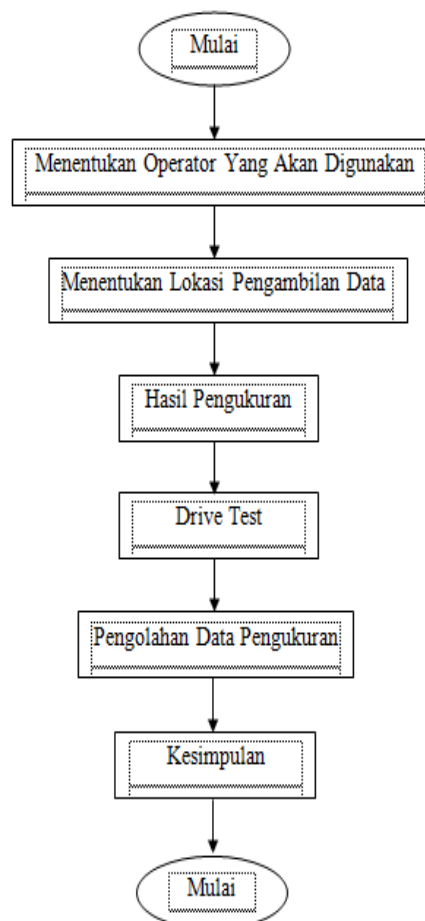 Mulai
Menentukan Operator Yang Akan Digunakan
Menentukan Lokasi Pengambilan Data
Hasil Pengukuran
Drive Test
Pengolahan Data Pengukuran
Kesimpulan
Mulai